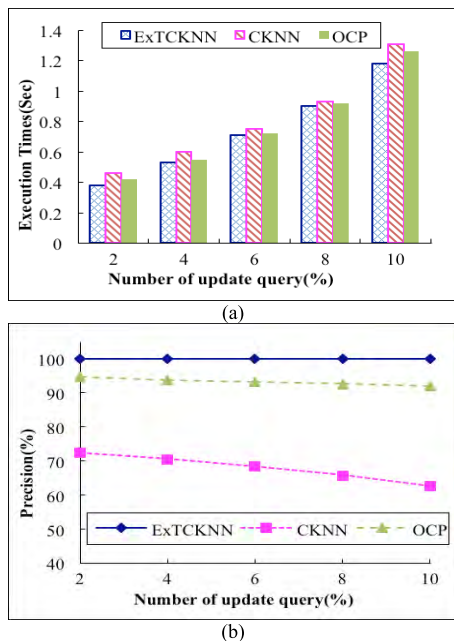 1.4
ExTCKNN CKNN OCP
1.2
1
0.8
0.6
0.4
0.2
0
Execution Times(Sec)
2 4 6 8 10
Number of update query(%)
(a)
100
90
80
70
60
50
40
Precision(%)
ExTCKNN CKNN OCP
2 4 6 8 10
Number of update query(%)
(b)